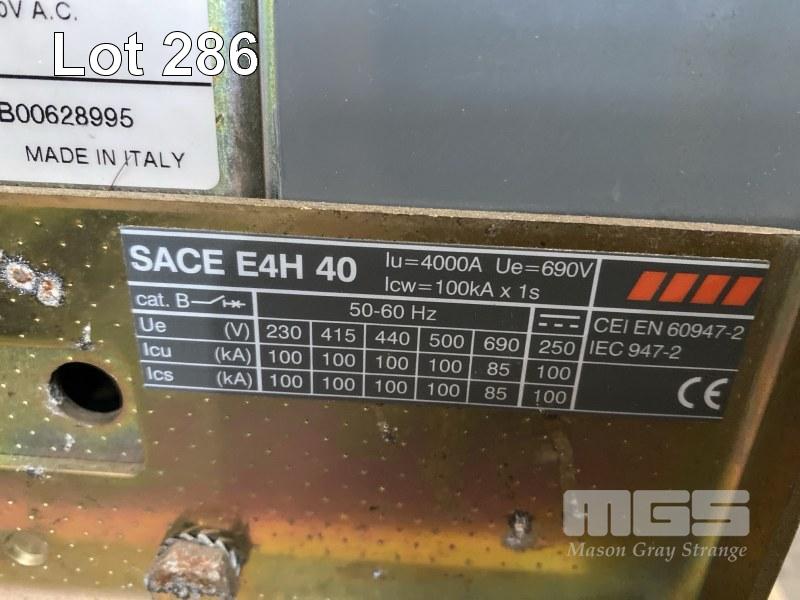 0V A.C.
Lot 286
B00628995
MADE IN ITALY
SACE E4H 40 Iu=4000A Ue=690V
Icw=100kA x 1s
cat. B 50-60 Hz
Ue (V) 230 415 440 500 690 250
Icu (kA) 100 100 100 100 85 100
Ics (kA) 100 100 100 100 85 100
CEI EN 60947-2
IEC 947-2
CE
MGS
Mason Gray Strange